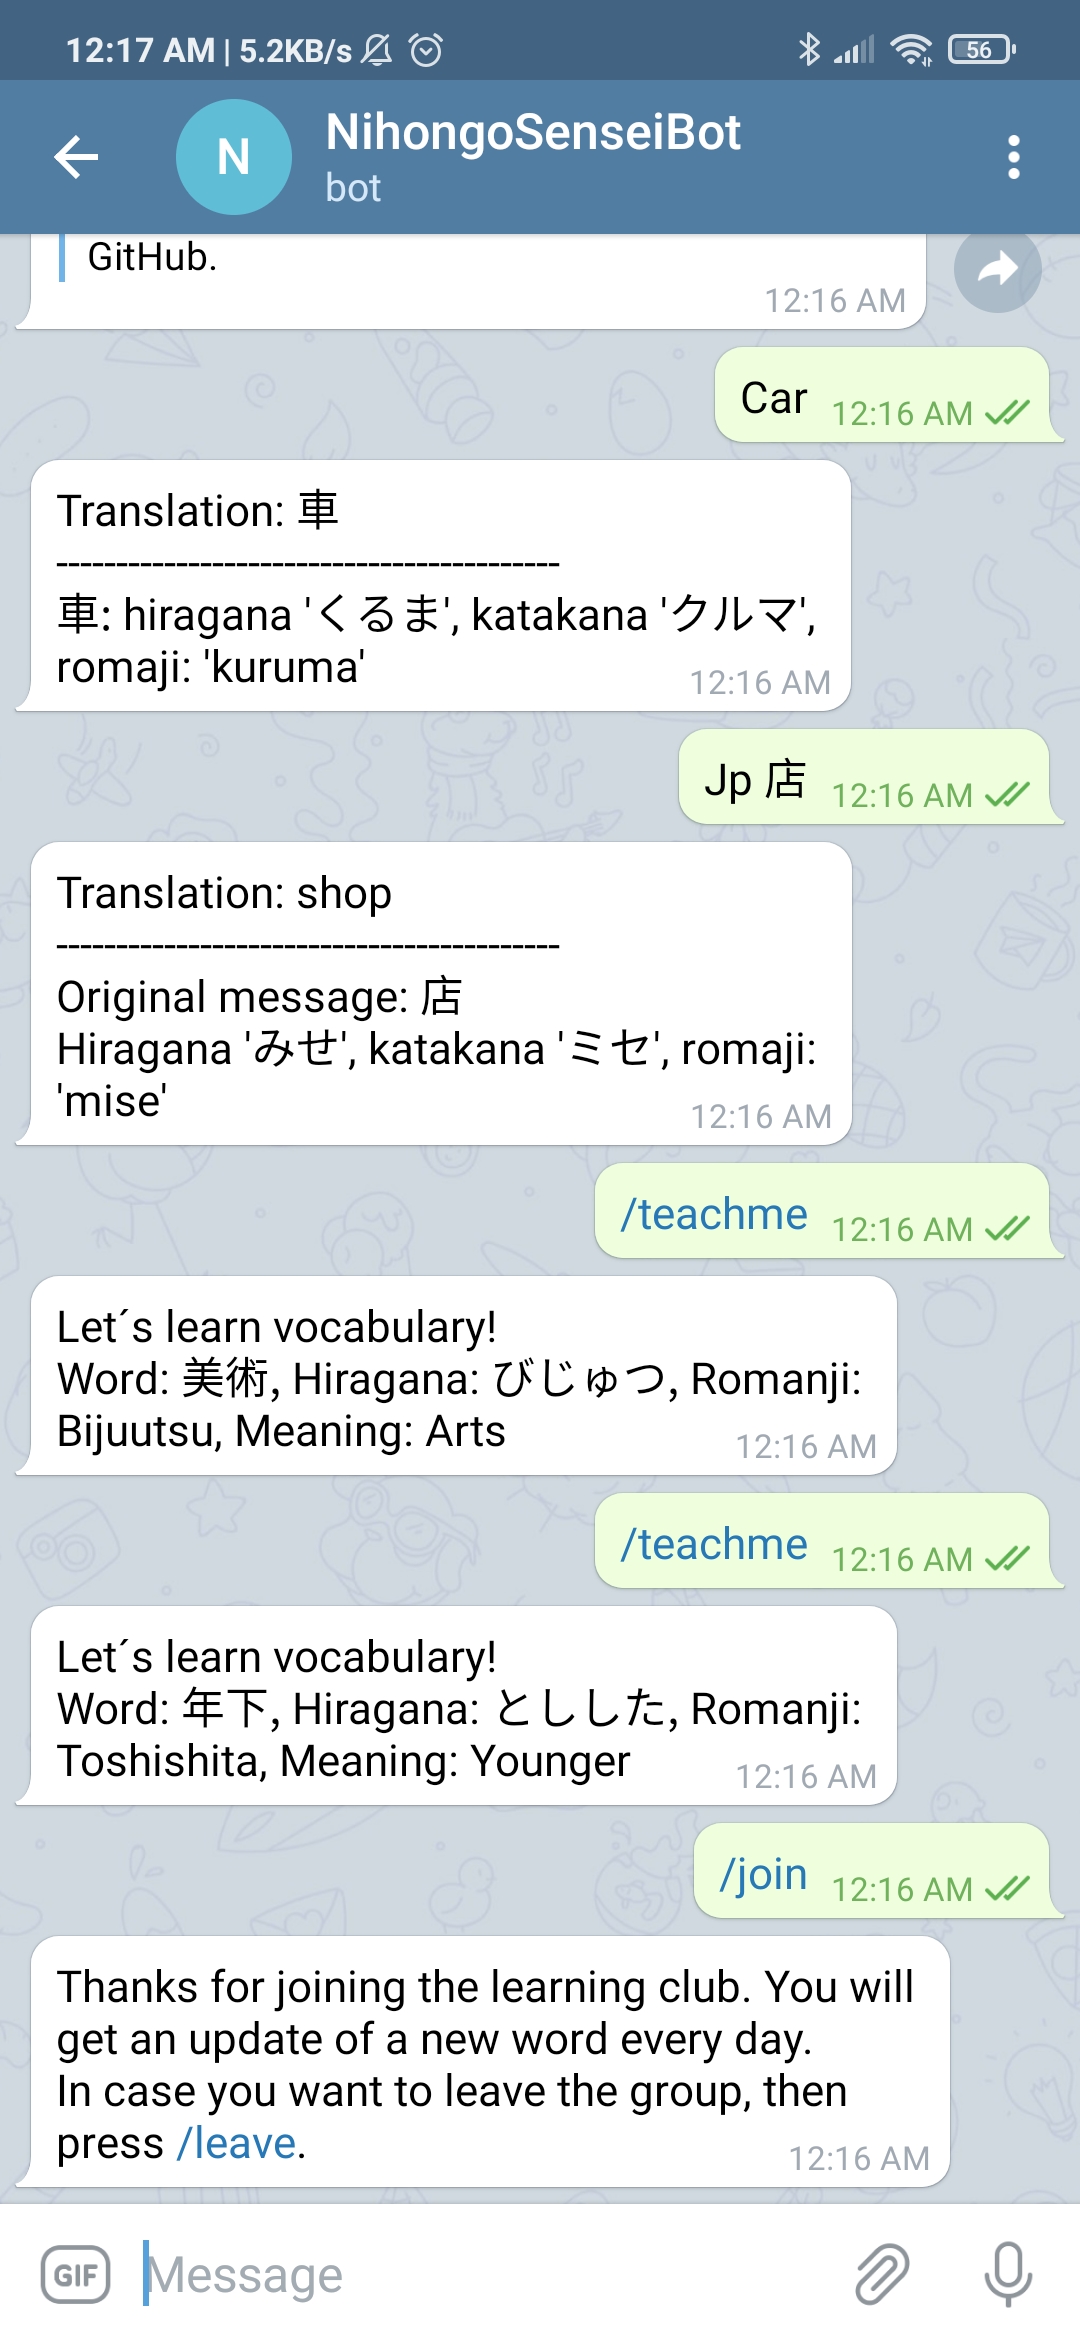 12:17 AM | 5.2KB/s
56
N
NihongoSenseiBot
bot
GitHub.
12:16 AM
Car 12:16 AM
Translation: 車
------------------------------------------
車: hiragana 'くるま', katakana 'クルマ',
romaji: 'kuruma'
12:16 AM
Jp 店 12:16 AM
Translation: shop
------------------------------------------
Original message: 店
Hiragana 'みせ', katakana 'ミセ', romaji:
'mise'
12:16 AM
/teachme 12:16 AM
Let´s learn vocabulary!
Word: 美術, Hiragana: びじゅつ, Romanji:
Bijuutsu, Meaning: Arts
12:16 AM
/teachme 12:16 AM
Let´s learn vocabulary!
Word: 年下, Hiragana: とししした, Romanji:
Toshishita, Meaning: Younger
12:16 AM
/join 12:16 AM
Thanks for joining the learning club. You will
get an update of a new word every day.
In case you want to leave the group, then
press /leave.
12:16 AM
GIF
Message